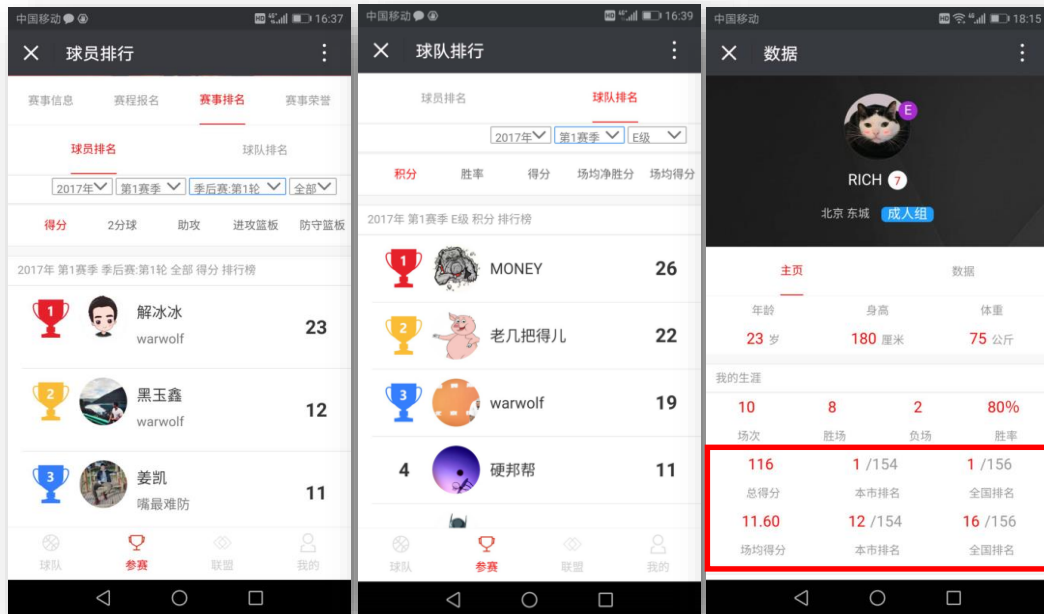 中国移动 HD 4G 16:37
球员排行
赛事信息 赛程报名 赛事排名 赛事荣誉
球员排名 球队排名
2017年 第1赛季 季后赛:第1轮 全部
得分 2分球 助攻 进攻篮板 防守篮板
2017年 第1赛季 季后赛:第1轮 全部 得分 排行榜
1 解冰冰 23
warwolf
2 黑玉鑫 12
warwolf
3 姜凯 11
嘴最难防
球队 参赛 联盟 我的
中国移动 HD 4G 16:39
球队排行
球员排名 球队排名
2017年 第1赛季 E级
积分 胜率 得分 场均净胜分 场均得分
2017年 第1赛季 E级 积分 排行榜
1 MONEY 26
2 老几把得儿 22
3 warwolf 19
4 硬邦帮 11
球队 参赛 联盟 我的
中国移动 HD 4G 18:15
数据
E
RICH 7
北京 东城 成人组
主页 数据
年龄 身高 体重
23 岁 180 厘米 75 公斤
我的生涯
10 8 2 80%
场次 胜场 负场 胜率
116 1 /154 1 /156
总得分 本市排名 全国排名
11.60 12 /154 16 /156
场均得分 本市排名 全国排名